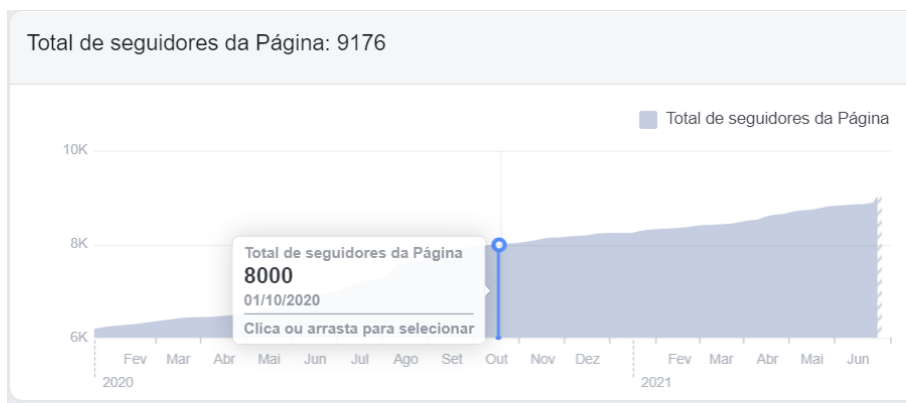 Total de seguidores da Página: 9176
Total de seguidores da Página
10K
8K
6K
Total de seguidores da Página
8000
01/10/2020
Clica ou arrasta para selecionar
Fev Mar Abr Mai Jun Jul Ago Set Out Nov Dez Fev Mar Abr Mai Jun
2020 2021